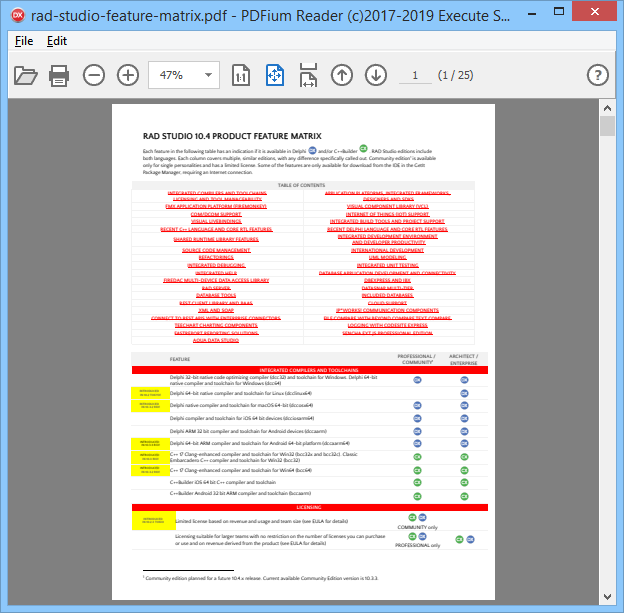 rad-studio-feature-matrix.pdf - PDFium Reader (c)2017-2019 Execute S...
File Edit
47% 1 (1 / 25)
RAD STUDIO 10.4 PRODUCT FEATURE MATRIX
Each feature in the following table has an indication if it is available in Delphi DX and/or C++Builder CX . RAD Studio editions include
both languages. Each column covers multiple, similar editions, with any difference specifically called out. Community edition¹ is available
only for single personalities and has a limited license. Some of the features are only available for download from the IDE in the GetIt
Package Manager, requiring an Internet connection.
TABLE OF CONTENTS
INTEGRATED COMPILERS AND TOOLCHAINS APPLICATION PLATFORMS, INTEGRATED FRAMEWORKS,
LICENSING AND TOOL MANAGEABILITY DESIGNERS AND SDKS
FMX APPLICATION PLATFORM (FIREMONKEY) VISUAL COMPONENT LIBRARY (VCL)
COM/DCOM SUPPORT INTERNET OF THINGS (IOT) SUPPORT
VISUAL LIVEBINDINGS INTEGRATED BUILD TOOLS AND PROJECT SUPPORT
RECENT C++ LANGUAGE AND CORE RTL FEATURES RECENT DELPHI LANGUAGE AND CORE RTL FEATURES
SHARED RUNTIME LIBRARY FEATURES INTEGRATED DEVELOPMENT ENVIRONMENT
AND DEVELOPER PRODUCTIVITY
SOURCE CODE MANAGEMENT INTERNATIONAL DEVELOPMENT
REFACTORINGS UML MODELING
INTEGRATED DEBUGGING INTEGRATED UNIT TESTING
INTEGRATED HELP DATABASE APPLICATION DEVELOPMENT AND CONNECTIVITY
FIREDAC MULTI-DEVICE DATA ACCESS LIBRARY DBEXPRESS AND IBX
RAD SERVER DATASNAP MULTI-TIER
DATABASE TOOLS INCLUDED DATABASES
REST CLIENT LIBRARY AND BAAS CLOUD SUPPORT
XML AND SOAP IP*WORKS! COMMUNICATION COMPONENTS
CONNECT TO REST APIS WITH ENTERPRISE CONNECTORS FILE COMPARE WITH BEYOND COMPARE TEXT COMPARE
TEECHART CHARTING COMPONENTS LOGGING WITH CODESITE EXPRESS
FASTREPORT REPORTING SOLUTIONS SENCHA EXT JS PROFESSIONAL EDITION
AQUA DATA STUDIO
FEATURE PROFESSIONAL / COMMUNITY¹ ARCHITECT / ENTERPRISE
INTEGRATED COMPILERS AND TOOLCHAINS
Delphi 32-bit native code optimizing compiler (dcc32) and toolchain for Windows. Delphi 64-bit
native compiler and toolchain for Windows (dcc64) DX DX
Delphi 64-bit native compiler and toolchain for Linux (dcclinux64) DX
Delphi native compiler and toolchain for macOS 64-bit (dccosx64) DX DX
Delphi compiler and toolchain for iOS 64 bit devices (dcciosarm64) DX DX
Delphi ARM 32 bit compiler and toolchain for Android devices (dccaarm) DX DX
Delphi 64-bit ARM compiler and toolchain for Android 64-bit platform (dccaarm64) DX DX
C++ 17 Clang-enhanced compiler and toolchain for Win32 (bcc32x and bcc32c). Classic
Embarcadero C++ compiler and toolchain for Win32 (bcc32) CX CX
C++ 17 Clang-enhanced compiler and toolchain for Win64 (bcc64) CX CX
C++Builder iOS 64 bit C++ compiler and toolchain CX CX
C++Builder Android 32 bit ARM compiler and toolchain (bccaarm) CX CX
LICENSING
Limited license based on revenue and usage and team size (see EULA for details) CX DX
COMMUNITY only
Licensing suitable for larger teams with no restriction on the number of licenses you can purchase
or use and on revenue derived from the product (see EULA for details) CX DX CX DX
PROFESSIONAL only
¹ Community edition planned for a future 10.4.x release. Current available Community Edition version is 10.3.3.